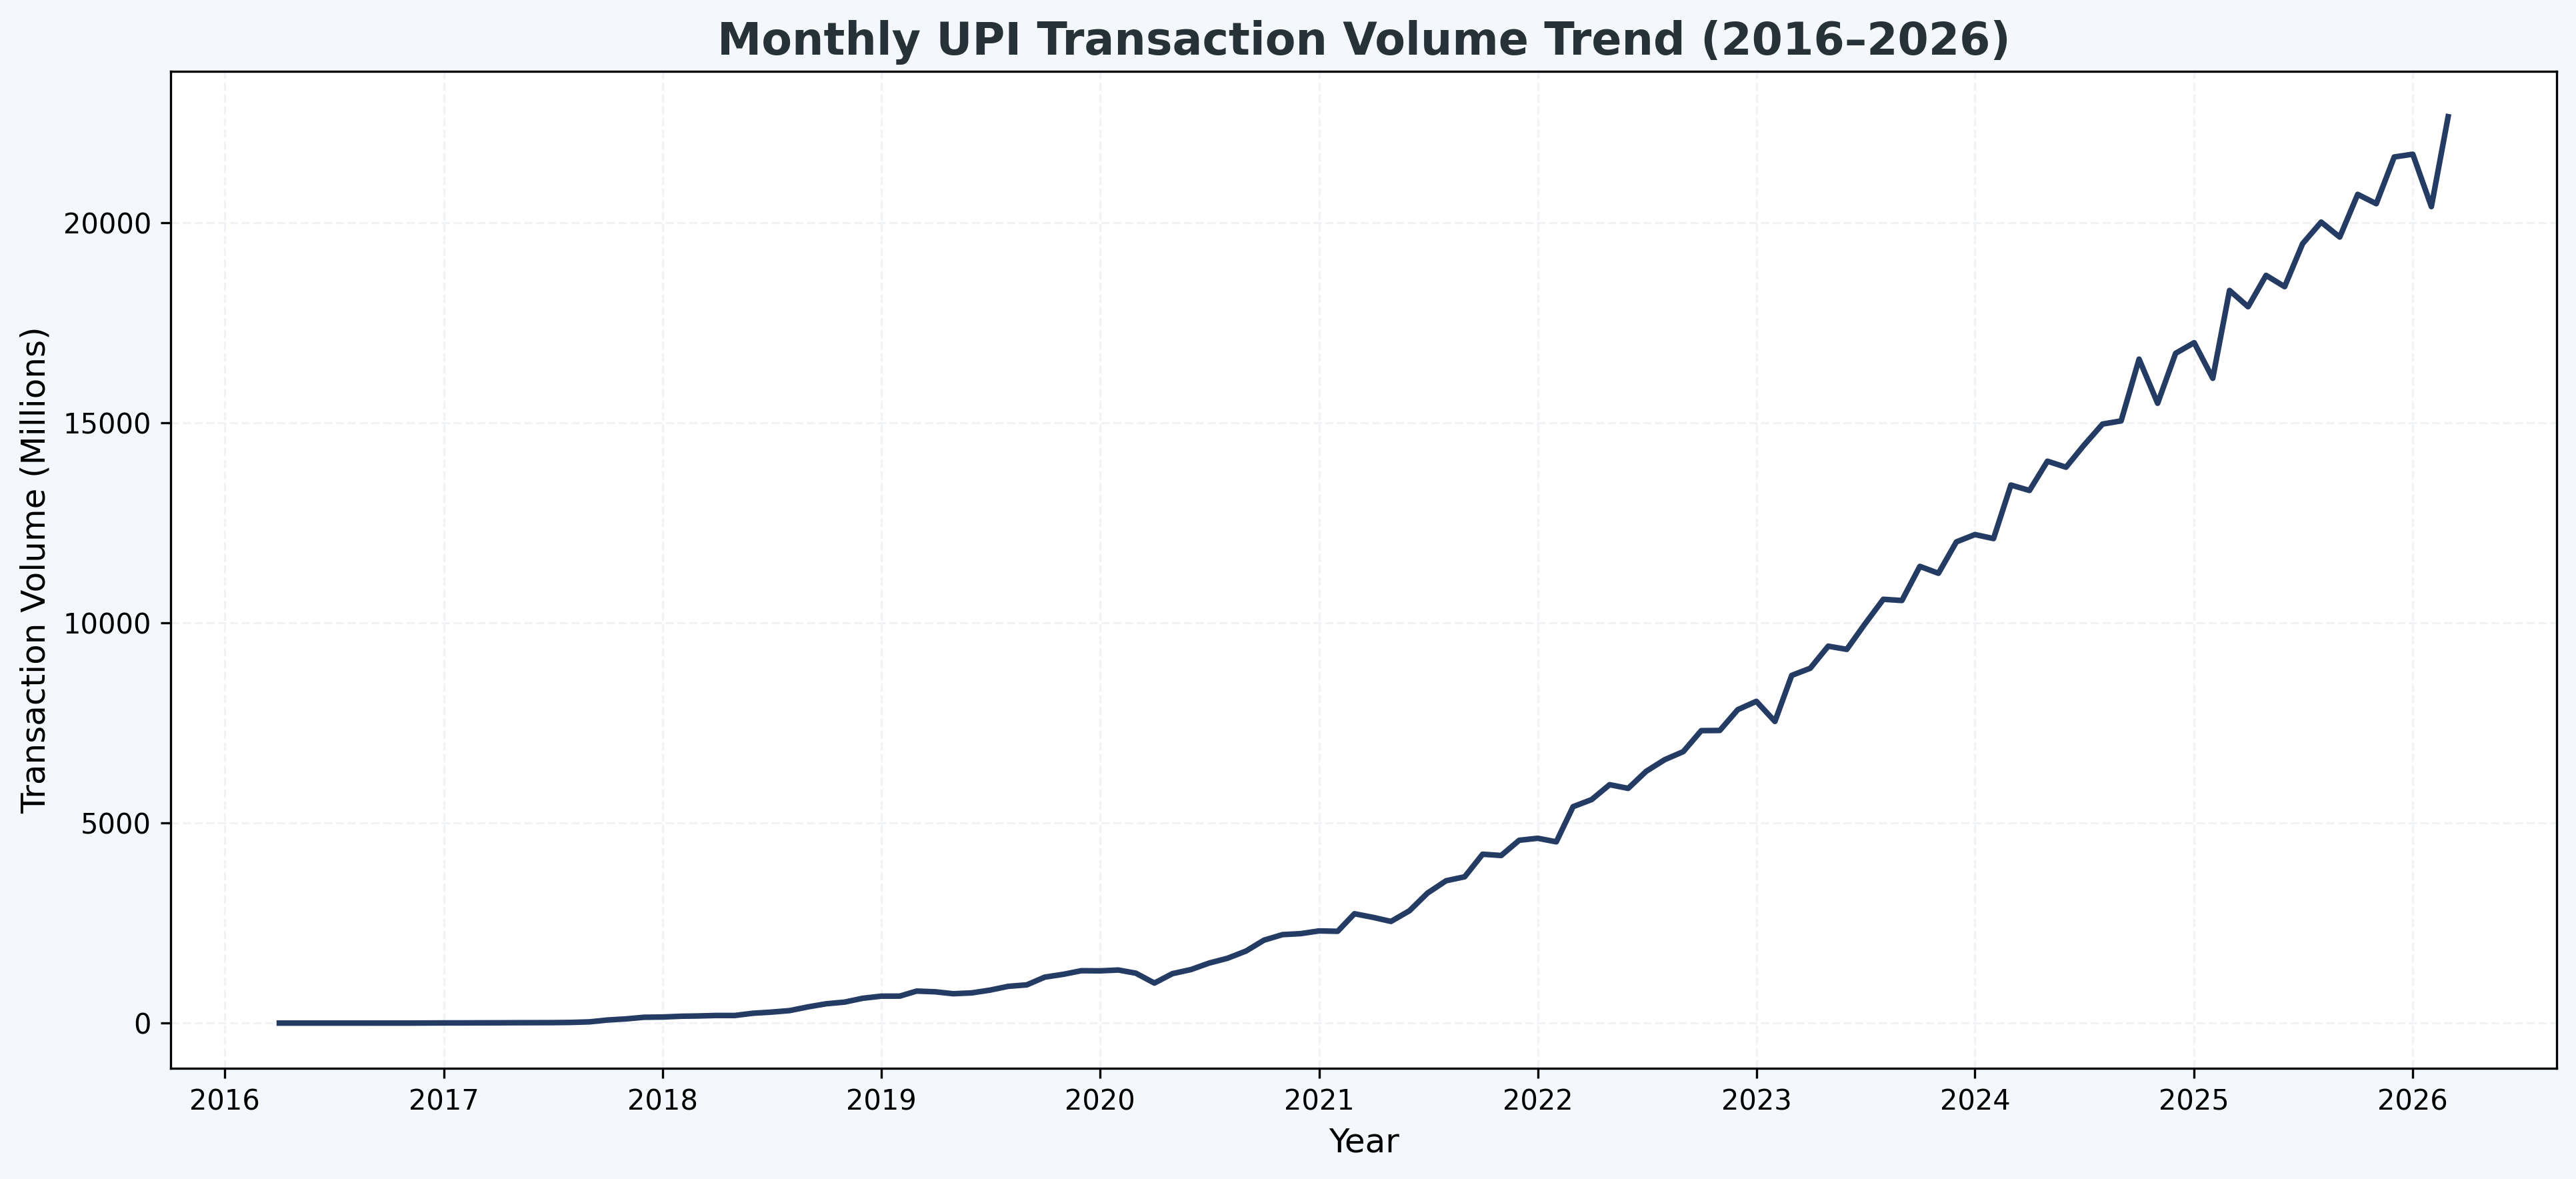 Monthly UPI Transaction Volume Trend (2016–2026)
Transaction Volume (Millions)
20000
15000
10000
5000
0
2016 2017 2018 2019 2020 2021 2022 2023 2024 2025 2026
Year